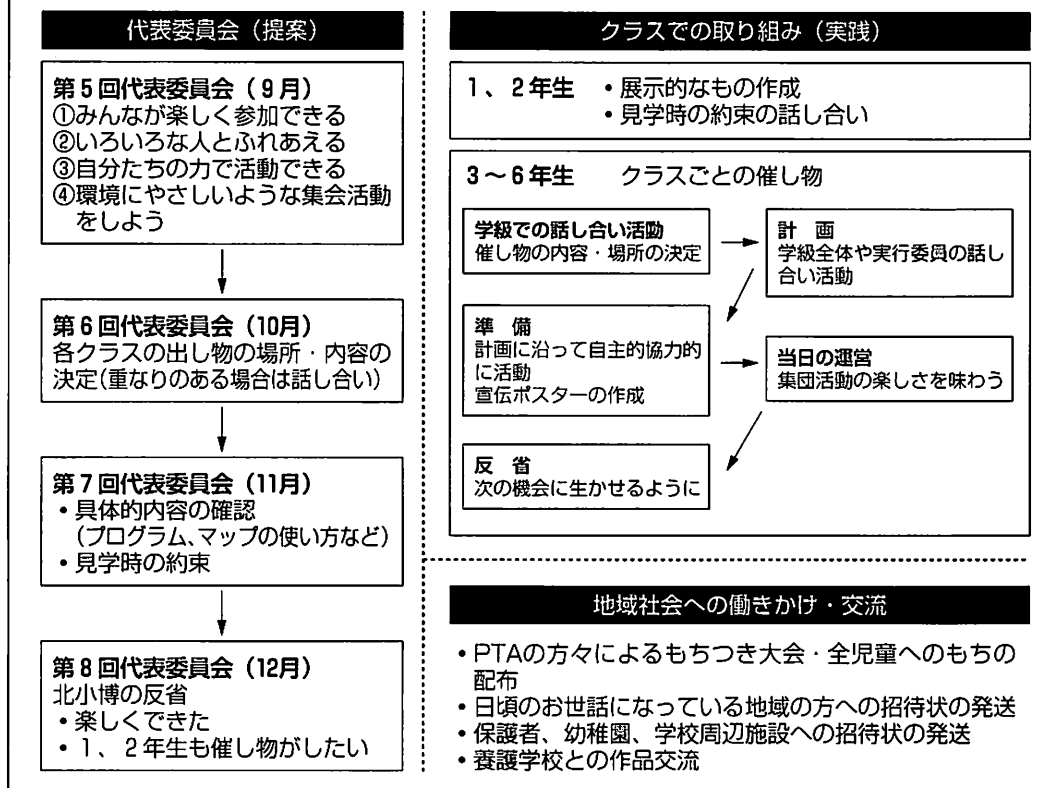 代表委員会（提案）
第5回代表委員会（9月）
①みんなが楽しく参加できる
②いろいろな人とふれあえる
③自分たちの力で活動できる
④環境にやさしいような集会活動
をしよう
第6回代表委員会（10月）
各クラスの出し物の場所・内容の
決定(重なりのある場合は話し合い)
第7回代表委員会（11月）
・具体的内容の確認
（プログラム、マップの使い方など）
・見学時の約束
第8回代表委員会（12月）
北小博の反省
・楽しくできた
・1、2年生も催し物がしたい
クラスでの取り組み（実践）
1、2年生 ・展示的なもの作成
・見学時の約束の話し合い
3～6年生 クラスごとの催し物
学級での話し合い活動
催し物の内容・場所の決定
計　画
学級全体や実行委員の話し
合い活動
準　備
計画に沿って自主的協力的
に活動
宣伝ポスターの作成
当日の運営
集団活動の楽しさを味わう
反　省
次の機会に生かせるように
地域社会への働きかけ・交流
・PTAの方々によるもちつき大会・全児童へのもちの
配布
・日頃のお世話になっている地域の方への招待状の発送
・保護者、幼稚園、学校周辺施設への招待状の発送
・養護学校との作品交流